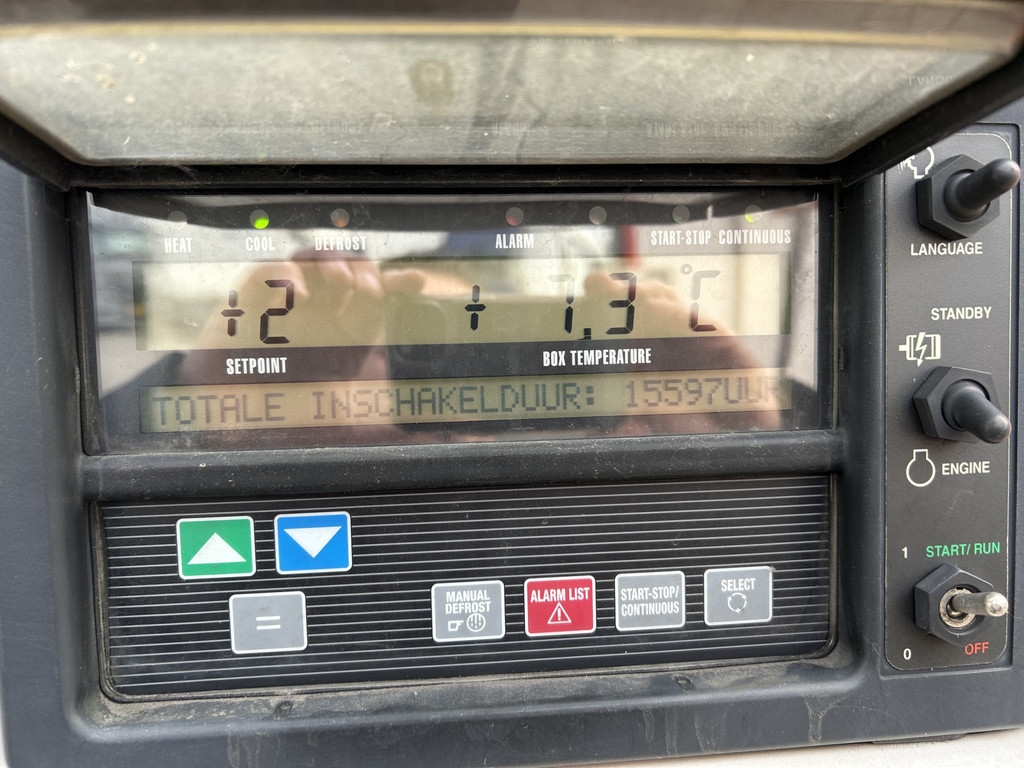 HEAT COOL DEFROST ALARM START-STOP CONTINUOUS
+2 + 7.3 °C
SETPOINT BOX TEMPERATURE
TOTALE INSCHAKELDUUR: 15597UUR
MANUAL DEFROST
ALARM LIST
START-STOP/
CONTINUOUS
SELECT
=
LANGUAGE
STANDBY
ENGINE
1 START/RUN
0 OFF